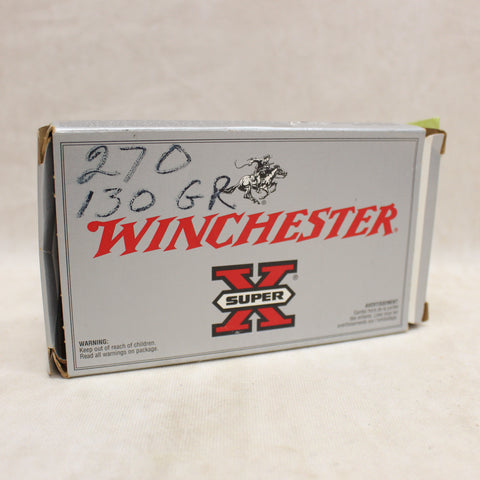 270
130 GR
WINCHESTER®
X®
SUPER
WARNING:
Keep out of reach of children.
Read all warnings on package.
AVERTISSEMENT